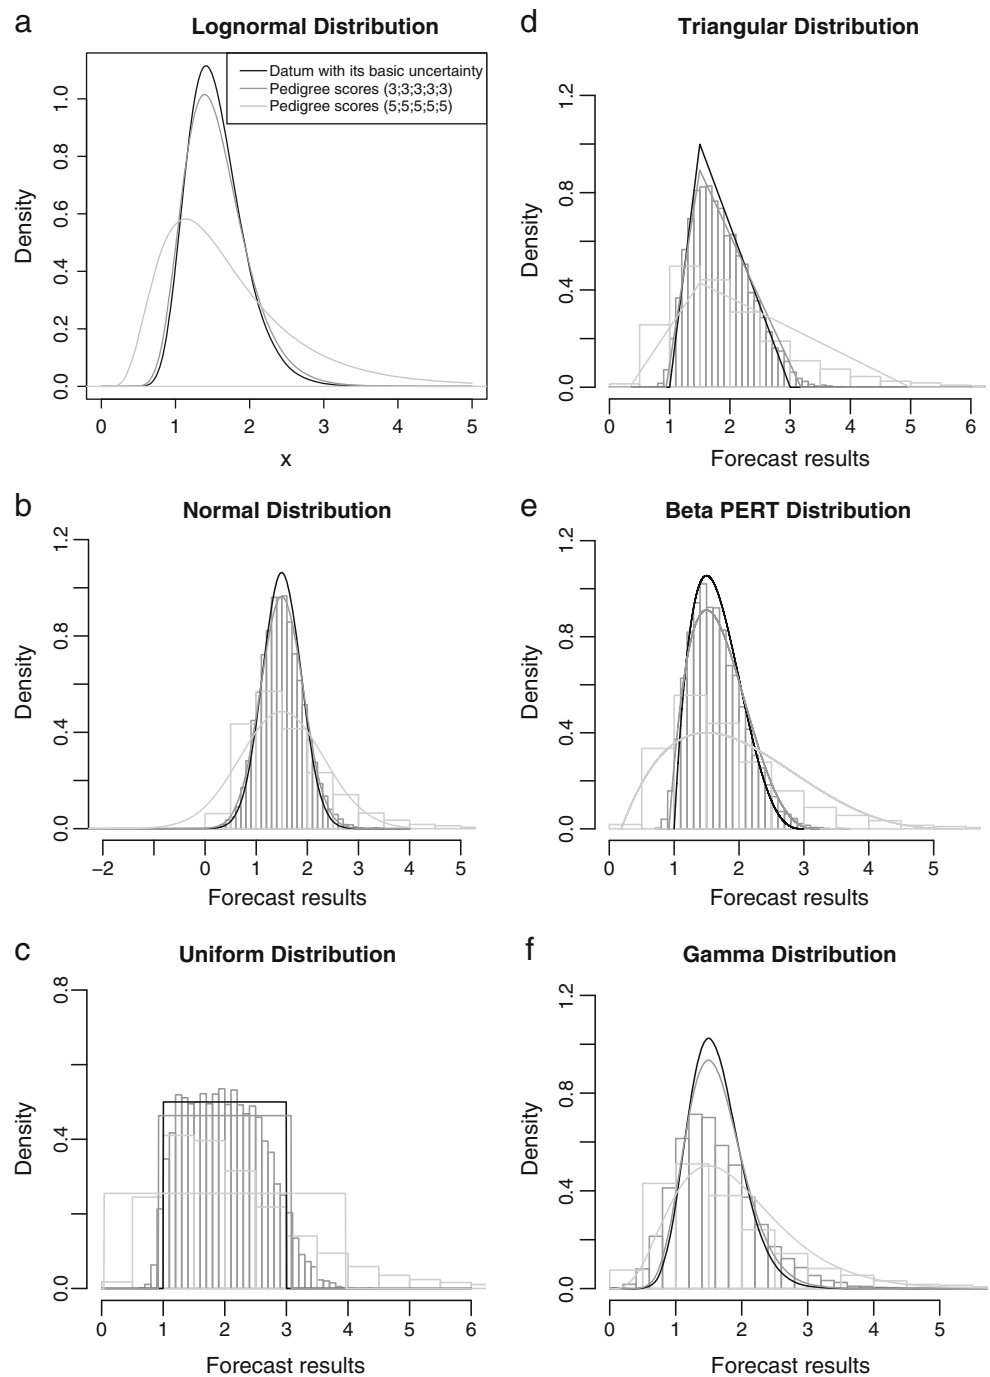 a
Lognormal Distribution
Datum with its basic uncertainty
Pedigree scores (3;3;3;3;3)
Pedigree scores (5;5;5;5;5)
Density
0.0 0.2 0.4 0.6 0.8 1.0
0 1 2 3 4 5
x
b
Normal Distribution
Density
0.0 0.4 0.8 1.2
−2 0 1 2 3 4 5
Forecast results
c
Uniform Distribution
Density
0.0 0.4 0.8
0 1 2 3 4 5 6
Forecast results
d
Triangular Distribution
Density
0.0 0.4 0.8 1.2
0 1 2 3 4 5 6
Forecast results
e
Beta PERT Distribution
Density
0.0 0.4 0.8 1.2
0 1 2 3 4 5
Forecast results
f
Gamma Distribution
Density
0.0 0.4 0.8 1.2
0 1 2 3 4 5
Forecast results